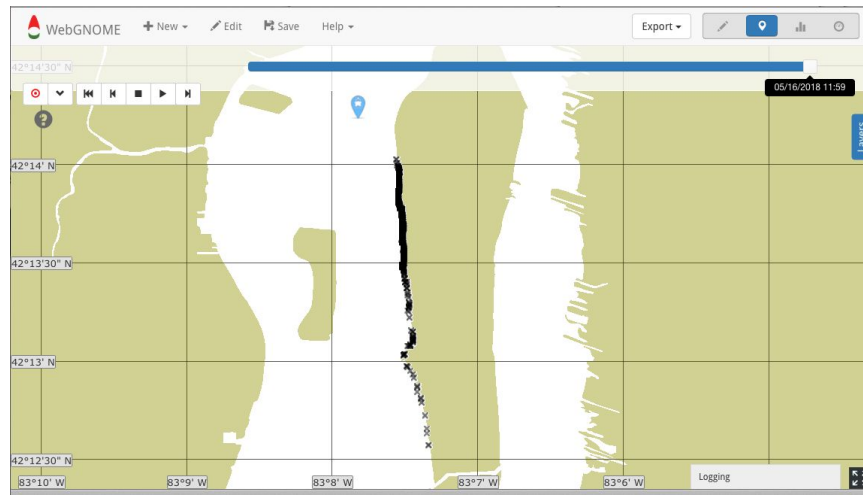 WebGNOME
New
Edit
Save
Help
Export
42°14'30" N
05/16/2018 11:59
?
Layers
42°14' N
42°13'30" N
42°13' N
42°12'30" N
83°10' W
83°9' W
83°8' W
83°7' W
83°6' W
Logging